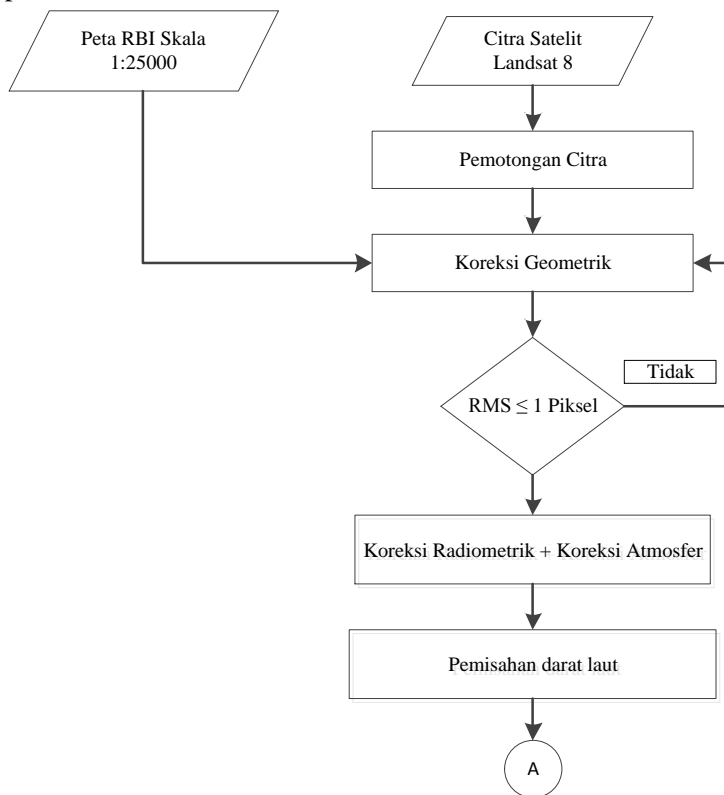 Peta RBI Skala
1:25000
Citra Satelit
Landsat 8
Pemotongan Citra
Koreksi Geometrik
Tidak
RMS ≤ 1 Piksel
Koreksi Radiometrik + Koreksi Atmosfer
Pemisahan darat laut
A